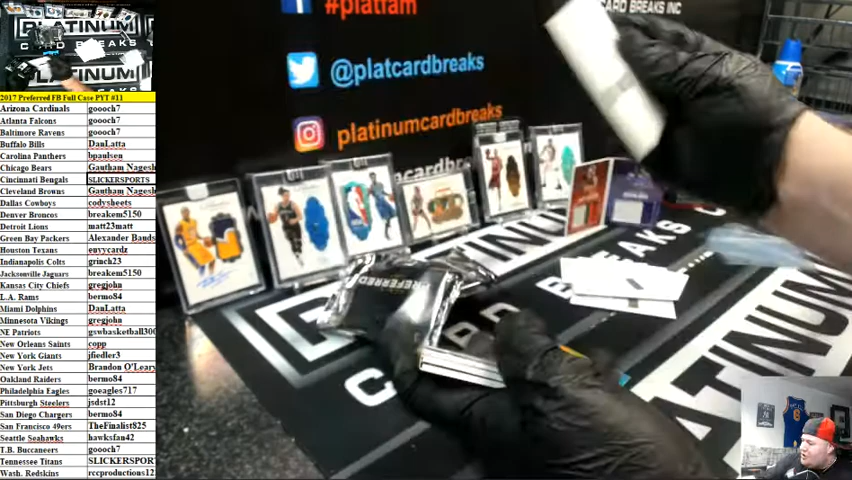 PLATINUM
CARD BREAKS
2017 Preferred FB Full Case PYT #11
Arizona Cardinals goooch7
Atlanta Falcons goooch7
Baltimore Ravens goooch7
Buffalo Bills DanLatta
Carolina Panthers bpaulsen
Chicago Bears Gautham Nagesh
Cincinnati Bengals SLICKERSPORTS
Cleveland Browns Gautham Nagesh
Dallas Cowboys codysheets
Denver Broncos breakem5150
Detroit Lions matt23matt
Green Bay Packers Alexander Bands
Houston Texans envycardz
Indianapolis Colts grinch23
Jacksonville Jaguars breakem5150
Kansas City Chiefs gregjohn
L.A. Rams bermo84
Miami Dolphins DanLatta
Minnesota Vikings gregjohn
NE Patriots gswbasketball300
New Orleans Saints copp
New York Giants jfiedler3
New York Jets Brandon O'Leary
Oakland Raiders bermo84
Philadelphia Eagles goeagles717
Pittsburgh Steelers jsdst12
San Diego Chargers bermo84
San Francisco 49ers TheFinalist825
Seattle Seahawks hawksfan42
T.B. Buccaneers goooch7
Tennessee Titans SLICKERSPOR
Wash. Redskins rccproductions12
#platfam
CARD BREAKS INC
@platcardbreaks
platinumcardbreaks
PREFERRED
PLATINUM